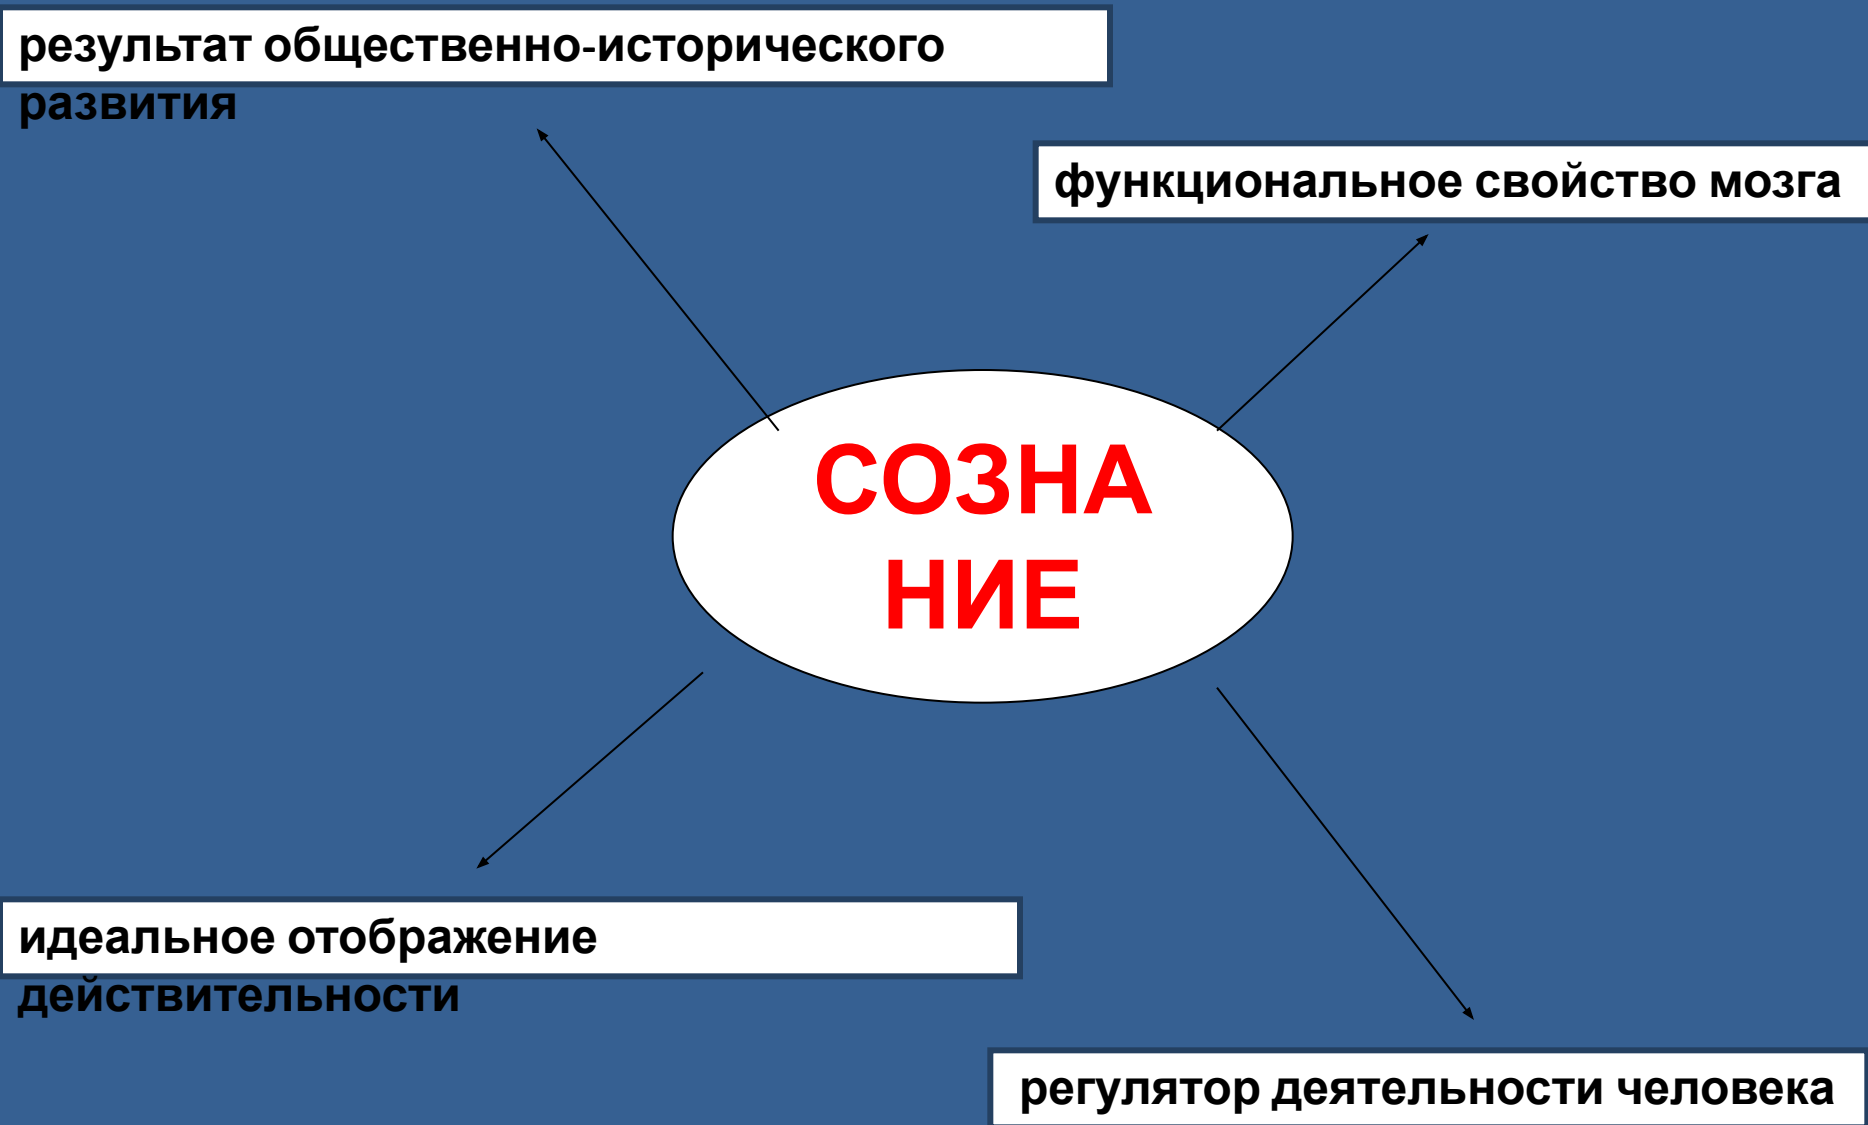 результат общественно-исторического
развития
функциональное свойство мозга
СОЗНА
НИЕ
идеальное отображение
действительности
регулятор деятельности человека